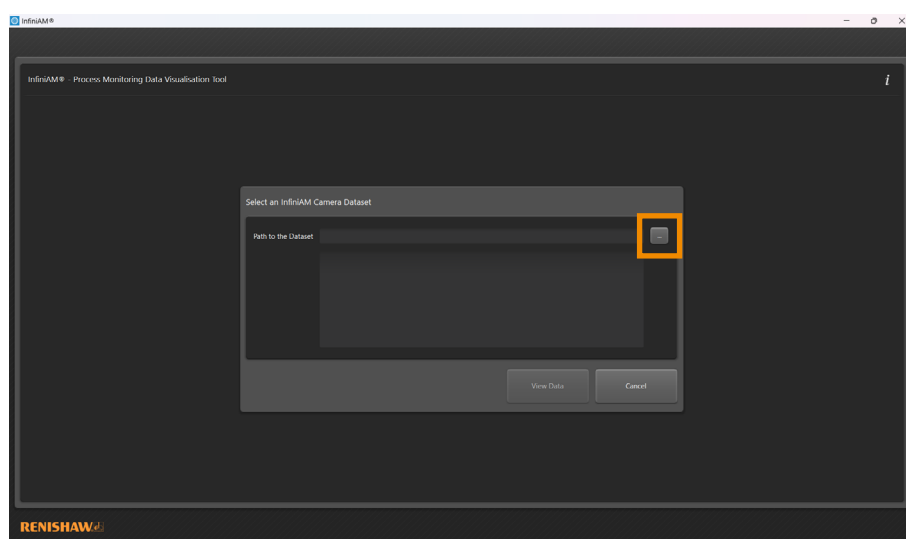 InfiniAM®
InfiniAM® - Process Monitoring Data Visualisation Tool
i
Select an InfiniAM Camera Dataset
Path to the Dataset
...
View Data
Cancel
RENISHAW